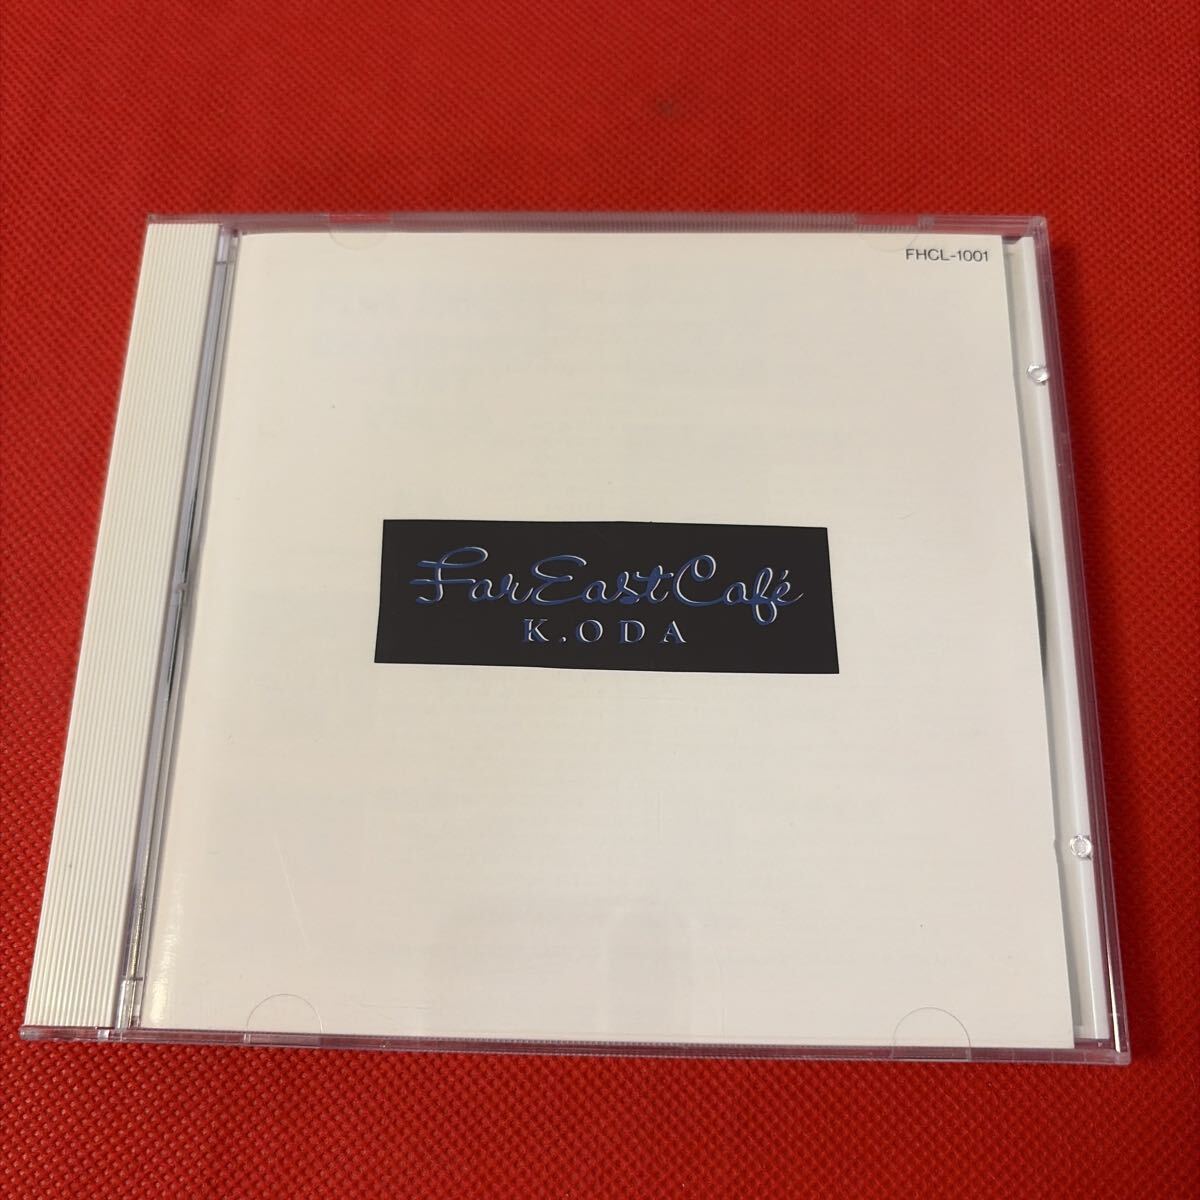 FHCL-1001
Far East Café
K.ODA